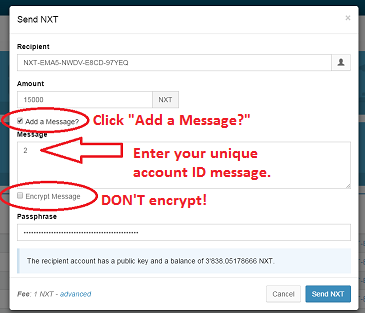 Send NXT ×
Recipient
NXT-EMA5-NWDV-E8CD-97YEQ
Amount
15000 NXT
Add a Message? Click "Add a Message?"
Message
2
Enter your unique
account ID message.
Encrypt Message DON'T encrypt!
Passphrase
The recipient account has a public key and a balance of 3'838.05178666 NXT.
Fee: 1 NXT - advanced Cancel Send NXT